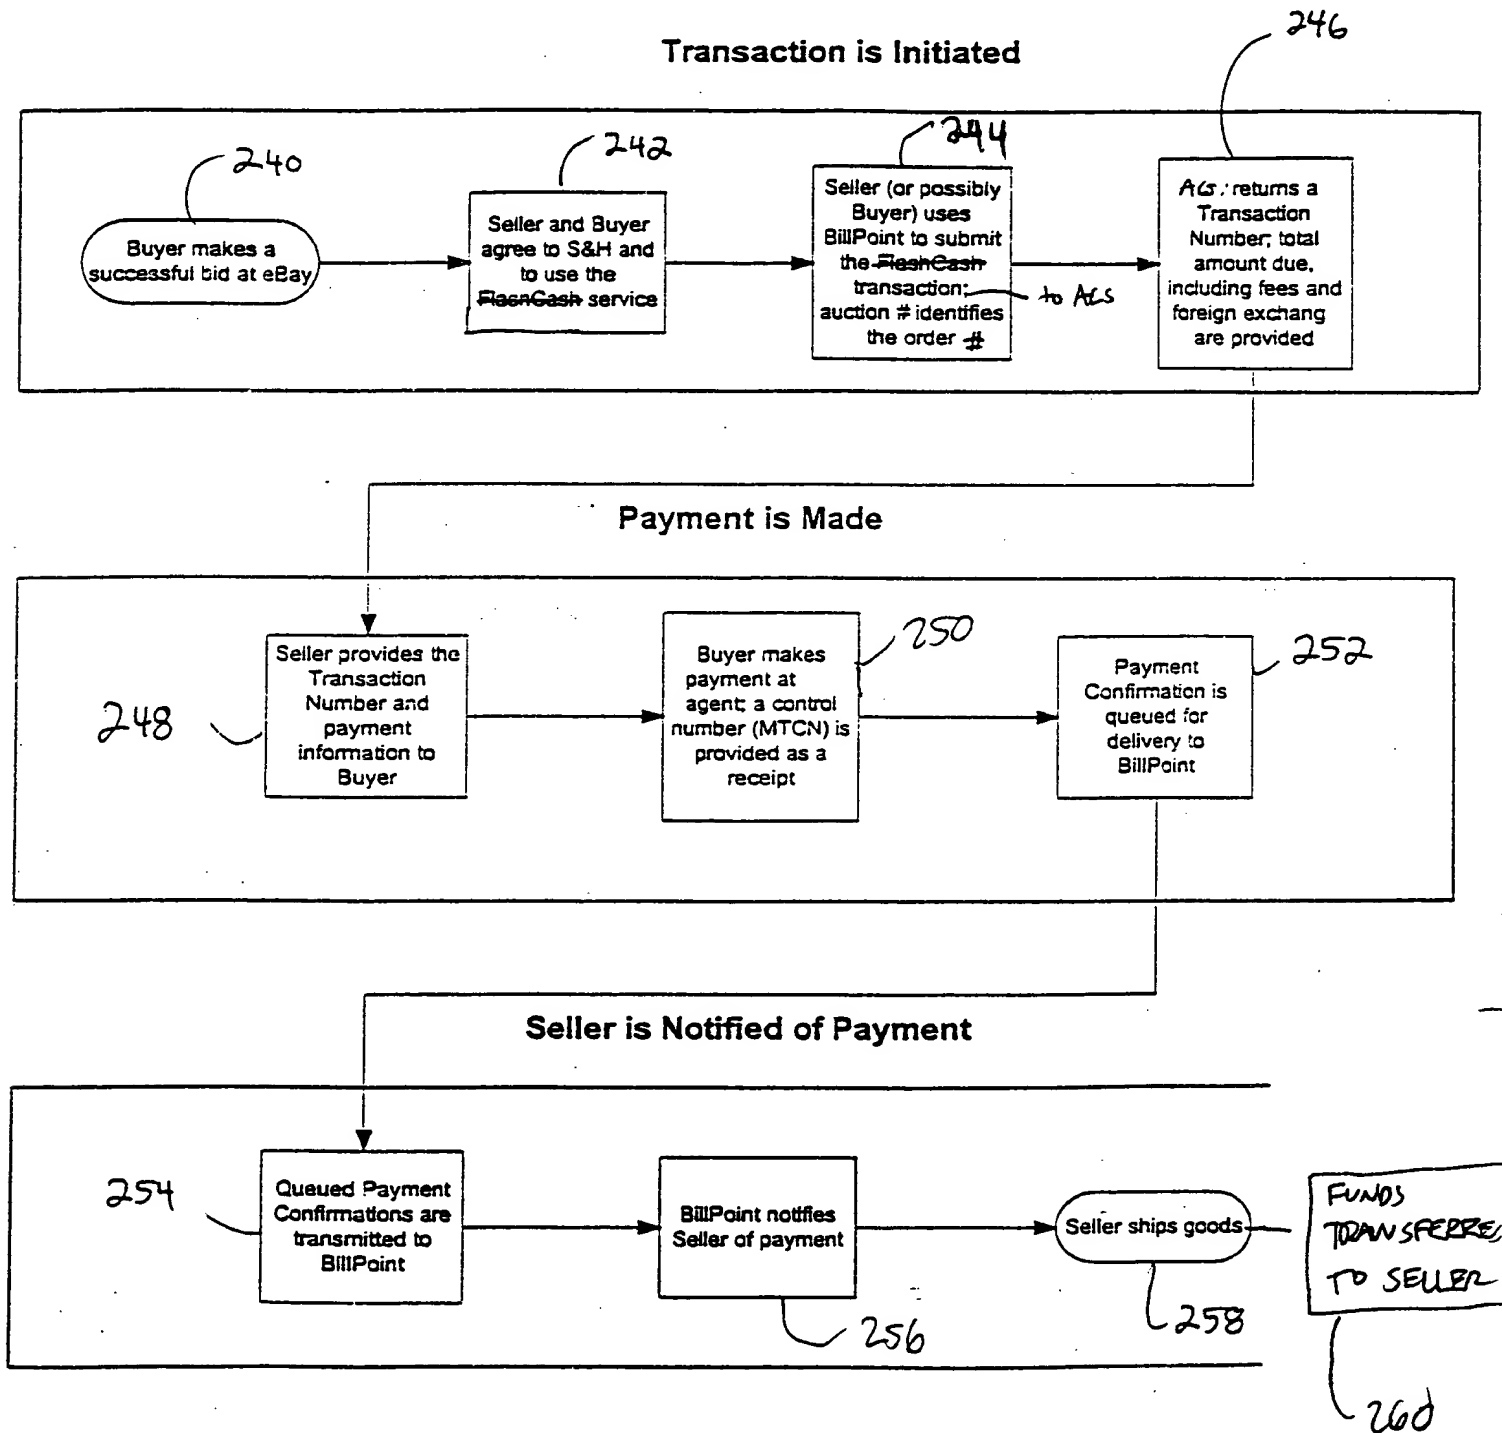 246
Transaction is Initiated
240
Buyer makes a
successful bid at eBay
242
Seller and Buyer
agree to S&H and
to use the
FlashCash service
244
Seller (or possibly
Buyer) uses
BillPoint to submit
the FlashCash
transaction;
to ACS
auction # identifies
the order #
returns a
Transaction
Number; total
amount due,
including fees and
foreign exchang
are provided
Payment is Made
248
Seller provides the
Transaction
Number and
payment
information to
Buyer
250
Buyer makes
payment at
agent; a control
number (MTCN) is
provided as a
receipt
252
Payment
Confirmation is
queued for
delivery to
BillPoint
Seller is Notified of Payment
254
Queued Payment
Confirmations are
transmitted to
BillPoint
BillPoint notifies
Seller of payment
256
Seller ships goods
258
FUNDS
TRANSFERRED
TO SELLER
260